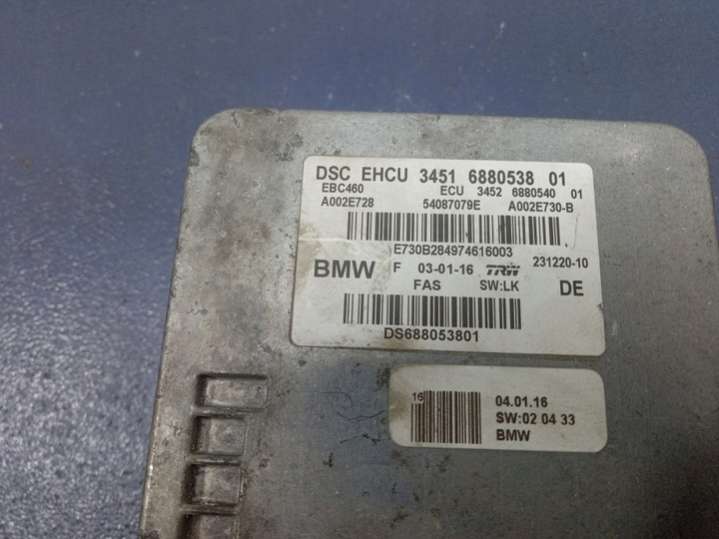 DSC EHCU 3451 6880538 01
EBC460 ECU 3452 6880540 01
A002E728 54087079E A002E730-B
E730B284974616003
BMW F 03-01-16 TRW 231220-10
FAS SW:LK DE
DS688053801
16 04.01.16
SW:02 04 33
BMW